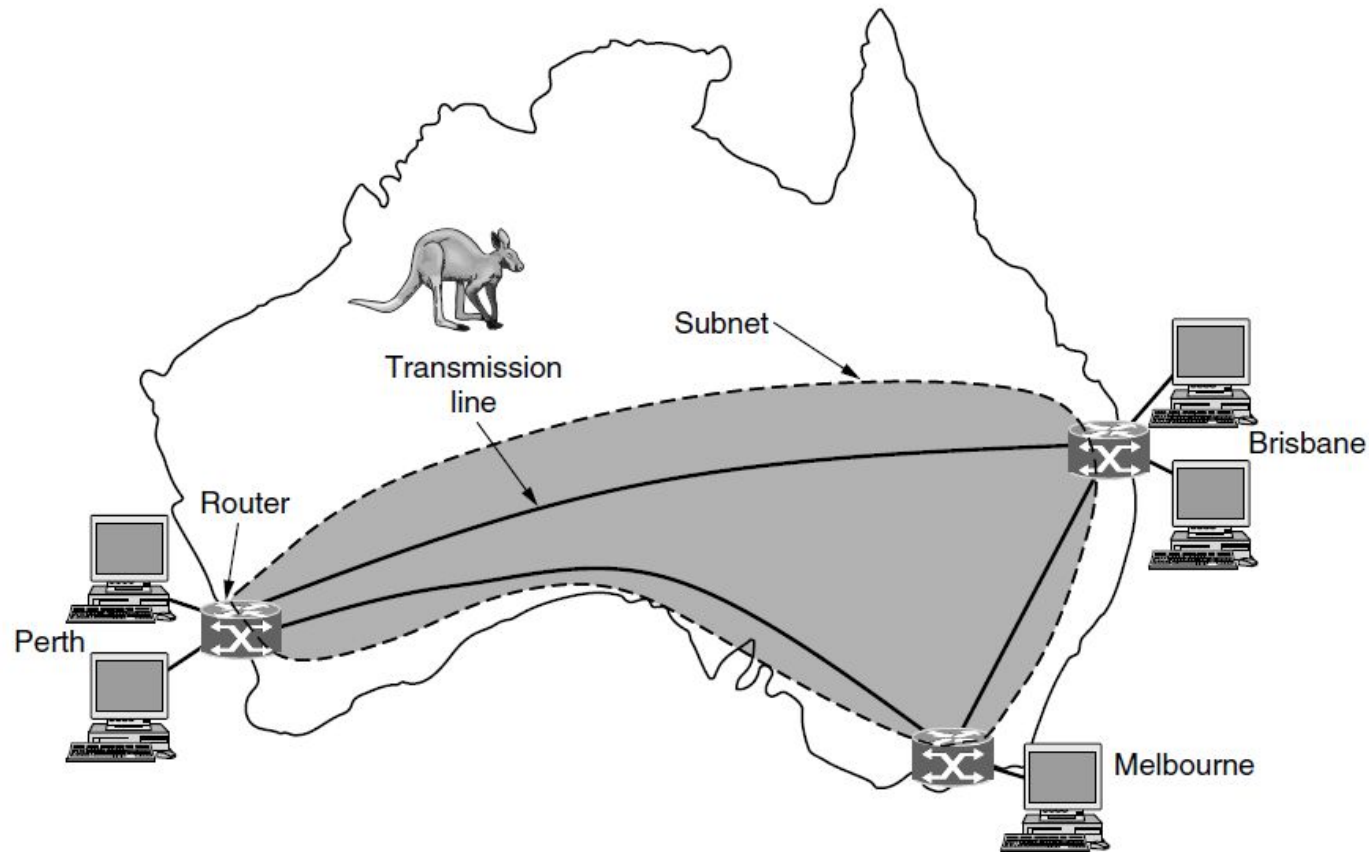 Subnet
Transmission
line
Brisbane
Router
Perth
Melbourne